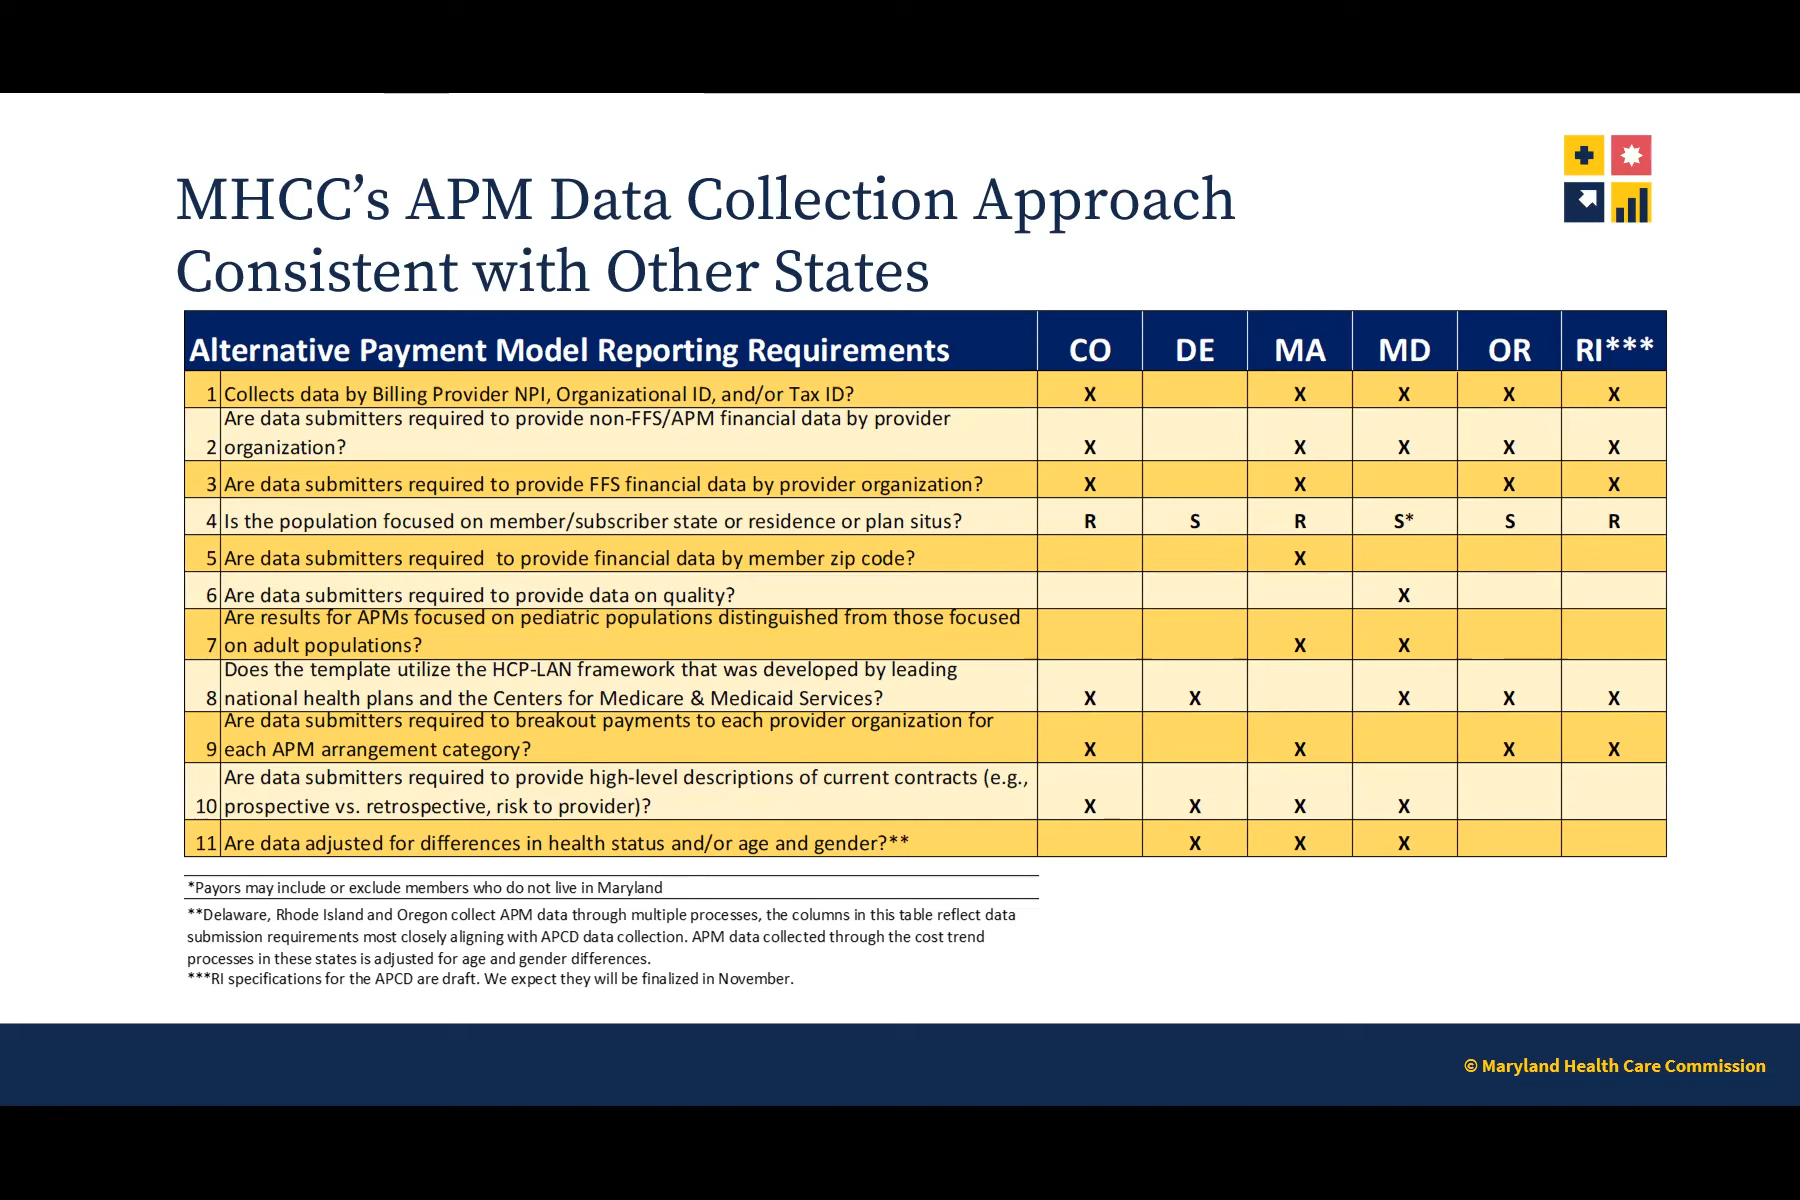 MHCC’s APM Data Collection Approach
Consistent with Other States
Alternative Payment Model Reporting Requirements CO DE MA MD OR RI***
1 Collects data by Billing Provider NPI, Organizational ID, and/or Tax ID? X X X X X
Are data submitters required to provide non-FFS/APM financial data by provider
2 organization? X X X X X
3 Are data submitters required to provide FFS financial data by provider organization? X X X X
4 Is the population focused on member/subscriber state or residence or plan situs? R S R S* S R
5 Are data submitters required  to provide financial data by member zip code? X
6 Are data submitters required to provide data on quality? X
Are results for APMs focused on pediatric populations distinguished from those focused
7 on adult populations? X X
Does the template utilize the HCP-LAN framework that was developed by leading
8 national health plans and the Centers for Medicare & Medicaid Services? X X X X X
Are data submitters required to breakout payments to each provider organization for
9 each APM arrangement category? X X X X
Are data submitters required to provide high-level descriptions of current contracts (e.g.,
10 prospective vs. retrospective, risk to provider)? X X X X
11 Are data adjusted for differences in health status and/or age and gender?** X X X
*Payors may include or exclude members who do not live in Maryland
**Delaware, Rhode Island and Oregon collect APM data through multiple processes, the columns in this table reflect data
submission requirements most closely aligning with APCD data collection. APM data collected through the cost trend
processes in these states is adjusted for age and gender differences.
***RI specifications for the APCD are draft. We expect they will be finalized in November.
© Maryland Health Care Commission